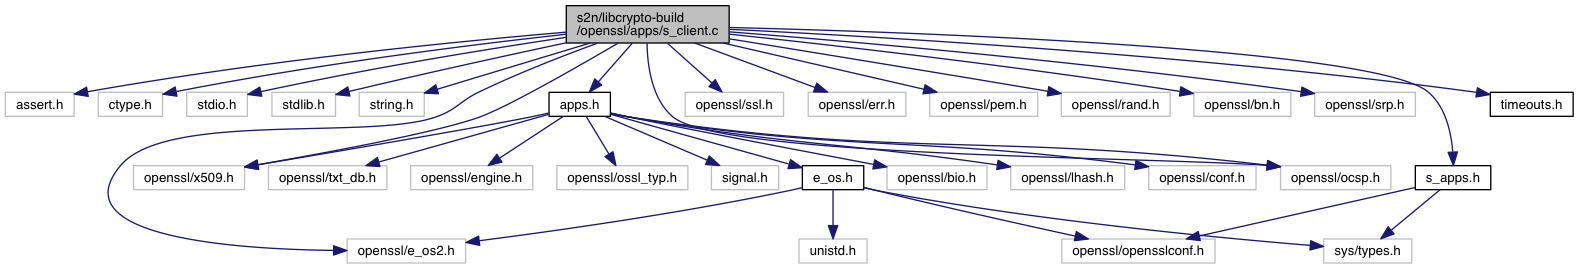 s2n/libcrypto-build
/openssl/apps/s_client.c
assert.h
ctype.h
stdio.h
stdlib.h
string.h
apps.h
openssl/ssl.h
openssl/err.h
openssl/pem.h
openssl/rand.h
openssl/bn.h
openssl/srp.h
timeouts.h
openssl/x509.h
openssl/txt_db.h
openssl/engine.h
openssl/ossl_typ.h
signal.h
e_os.h
openssl/bio.h
openssl/lhash.h
openssl/conf.h
openssl/ocsp.h
s_apps.h
openssl/e_os2.h
unistd.h
openssl/opensslconf.h
sys/types.h